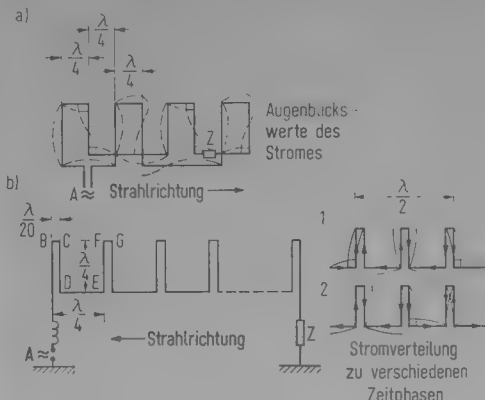 a)
λ/4
λ/4
λ/4
Z
A≈
Augenblicks-
werte des
Stromes
Strahlrichtung
b)
λ/20
B C F G
λ/4
D E
λ/4
A≈
Strahlrichtung
Z
λ/2
1
2
Stromverteilung
zu verschiedenen
Zeitphasen